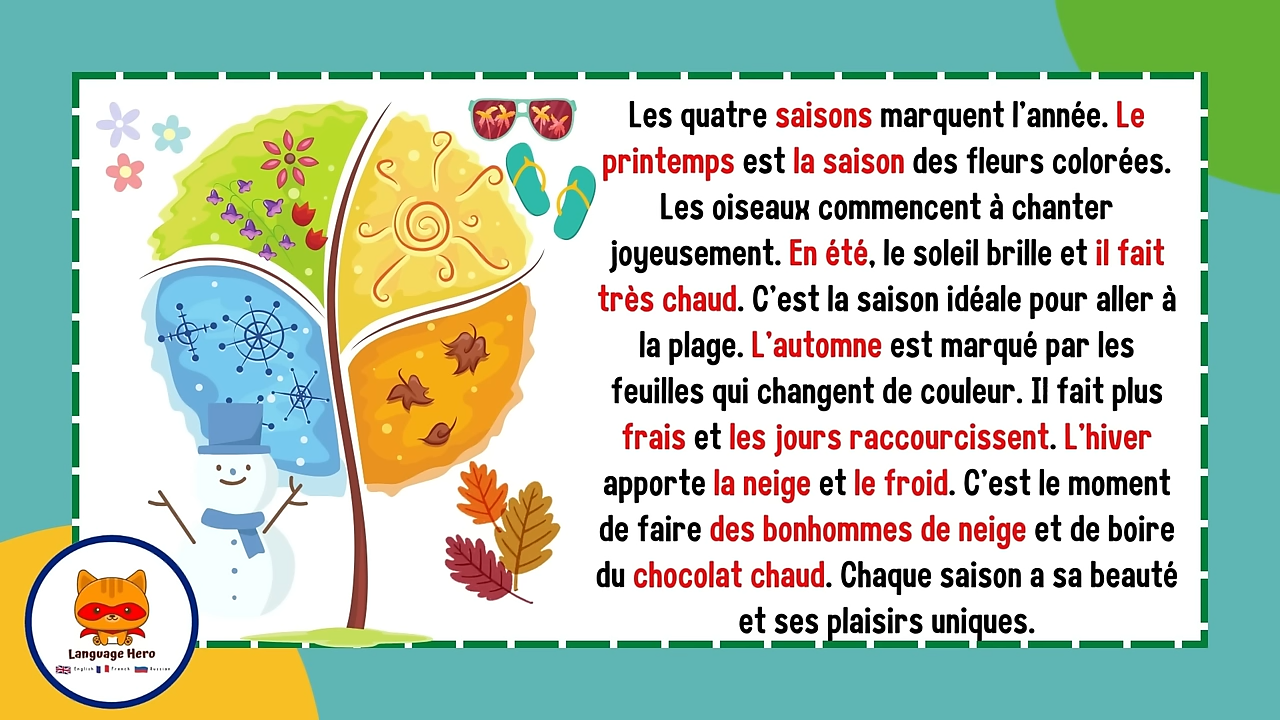 Les quatre saisons marquent l'année. Le
printemps est la saison des fleurs colorées.
Les oiseaux commencent à chanter
joyeusement. En été, le soleil brille et il fait
très chaud. C'est la saison idéale pour aller à
la plage. L'automne est marqué par les
feuilles qui changent de couleur. Il fait plus
frais et les jours raccourcissent. L'hiver
apporte la neige et le froid. C'est le moment
de faire des bonhommes de neige et de boire
du chocolat chaud. Chaque saison a sa beauté
et ses plaisirs uniques.
Language Hero
English French Russian